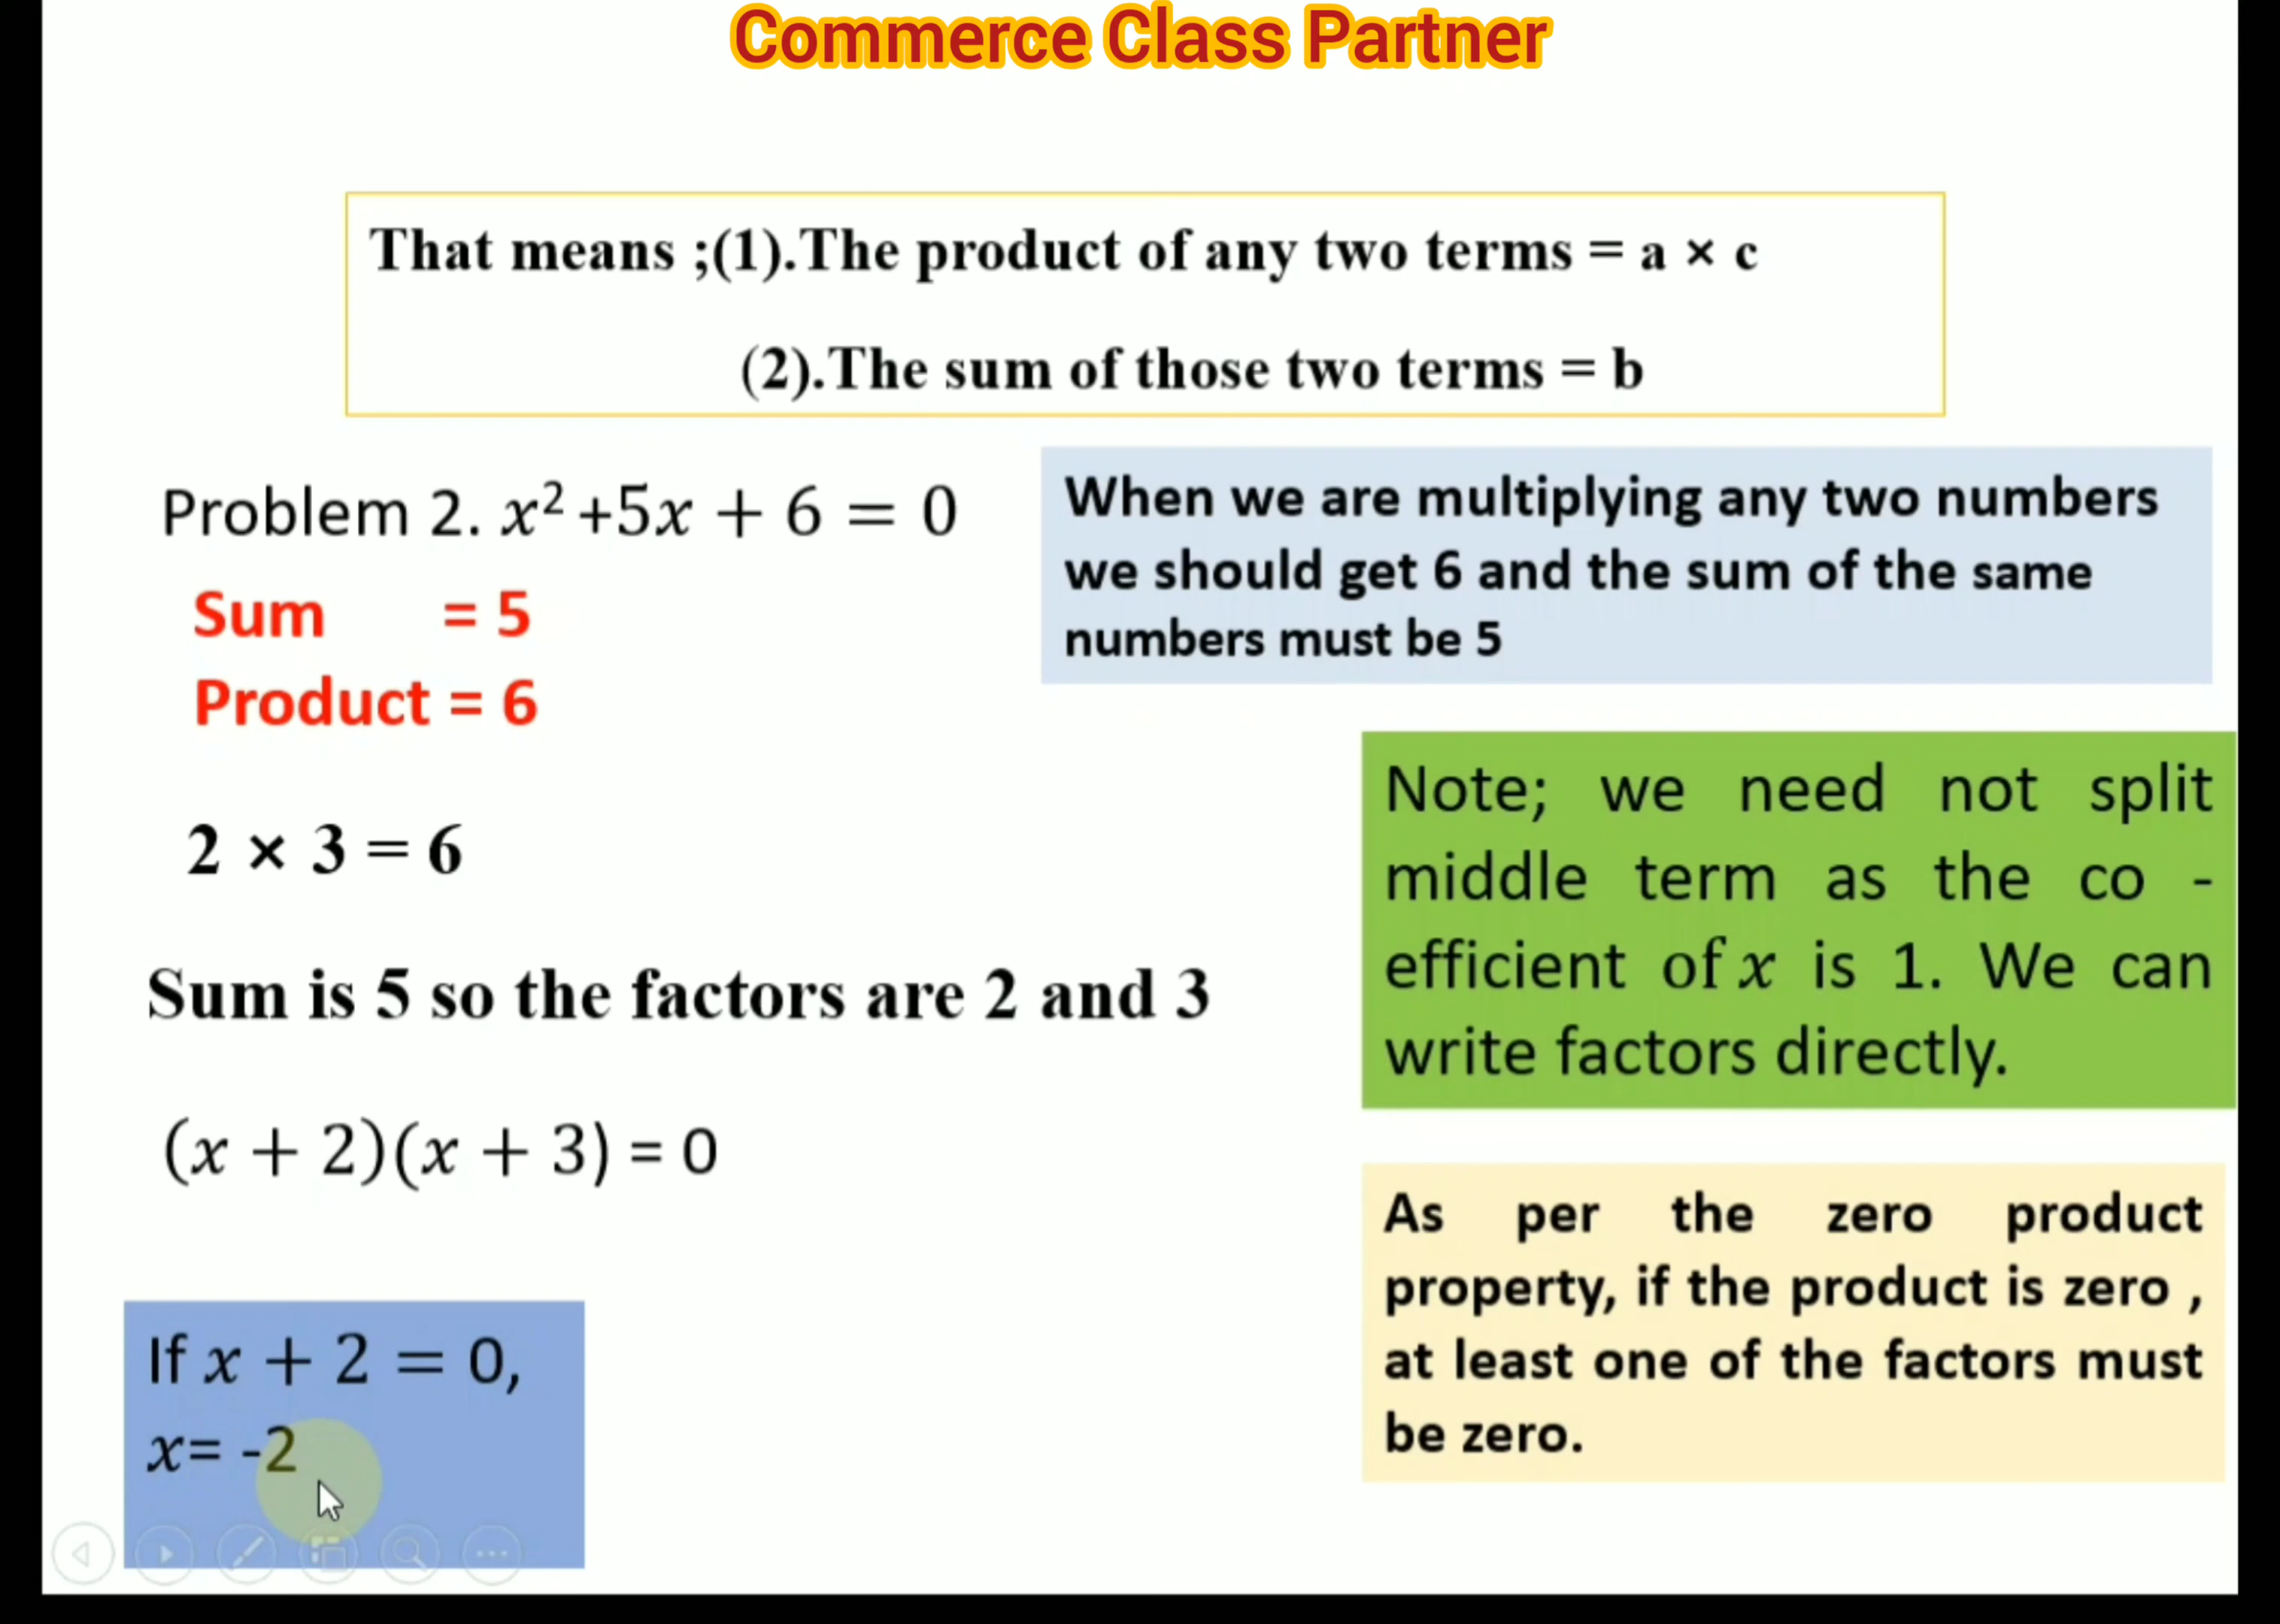 Commerce Class Partner
That means ;(1).The product of any two terms = a × c
(2).The sum of those two terms = b
Problem 2. x² +5x + 6 = 0
Sum = 5
Product = 6
When we are multiplying any two numbers
we should get 6 and the sum of the same
numbers must be 5
2 × 3 = 6
Sum is 5 so the factors are 2 and 3
(x + 2)(x + 3) = 0
Note; we need not split
middle term as the co -
efficient of x is 1. We can
write factors directly.
As per the zero product
property, if the product is zero ,
at least one of the factors must
be zero.
If x + 2 = 0,
x= -2